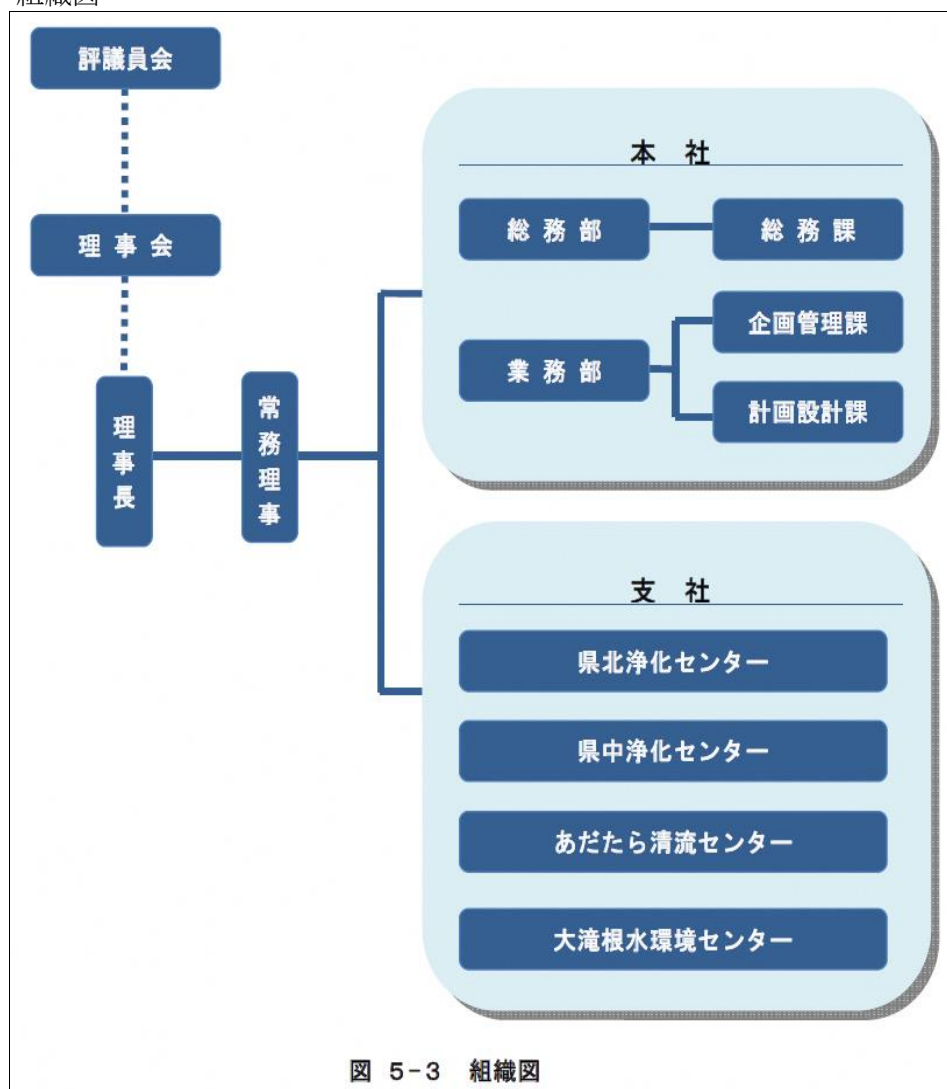 組織図
評議員会
理事会
理事長
常務理事
本社
総務部
総務課
業務部
企画管理課
計画設計課
支社
県北浄化センター
県中浄化センター
あだたら清流センター
大滝根水環境センター
図 5-3 組織図